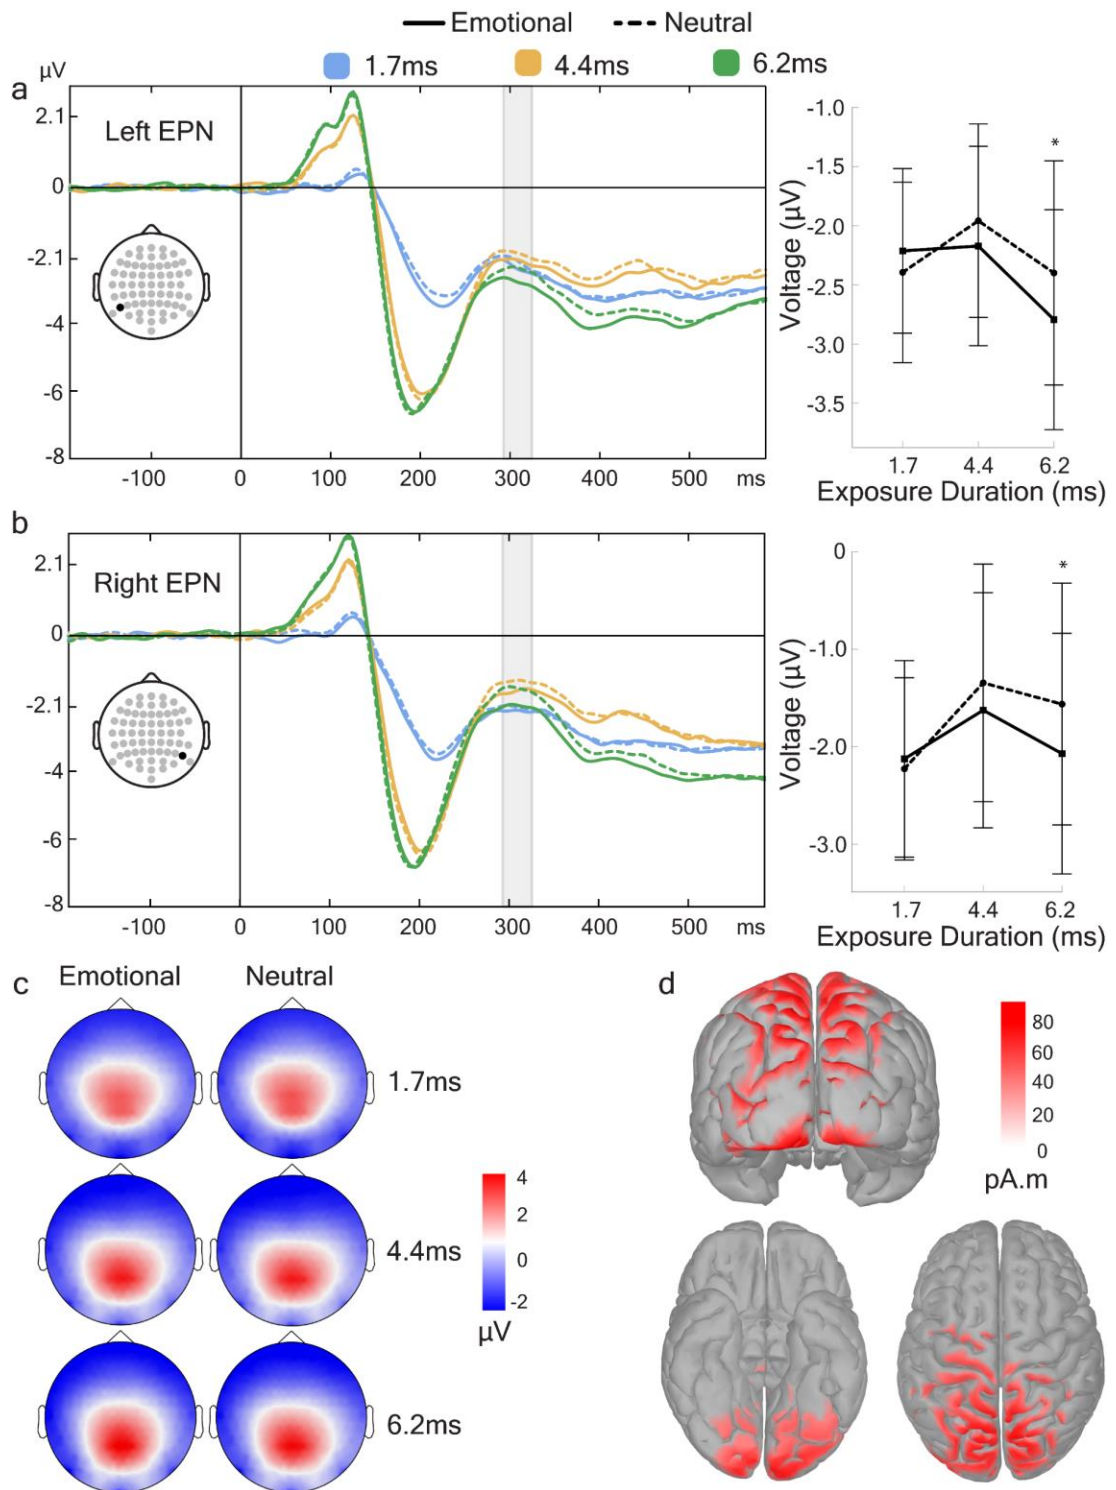 Emotional Neutral
1.7ms 4.4ms 6.2ms
a
µV
Left EPN
2.1
0
-2.1
-4
-6
-8
-100 0 100 200 300 400 500 ms
-1.0
-1.5
-2.0
-2.5
-3.0
-3.5
Voltage (µV)
*
1.7 4.4 6.2
Exposure Duration (ms)
b
Right EPN
2.1
0
-2.1
-4
-6
-8
-100 0 100 200 300 400 500 ms
0
-1.0
-2.0
-3.0
Voltage (µV)
*
1.7 4.4 6.2
Exposure Duration (ms)
c
Emotional Neutral
1.7ms
4.4ms
6.2ms
4
2
0
-2
µV
d
80
60
40
20
0
pA.m